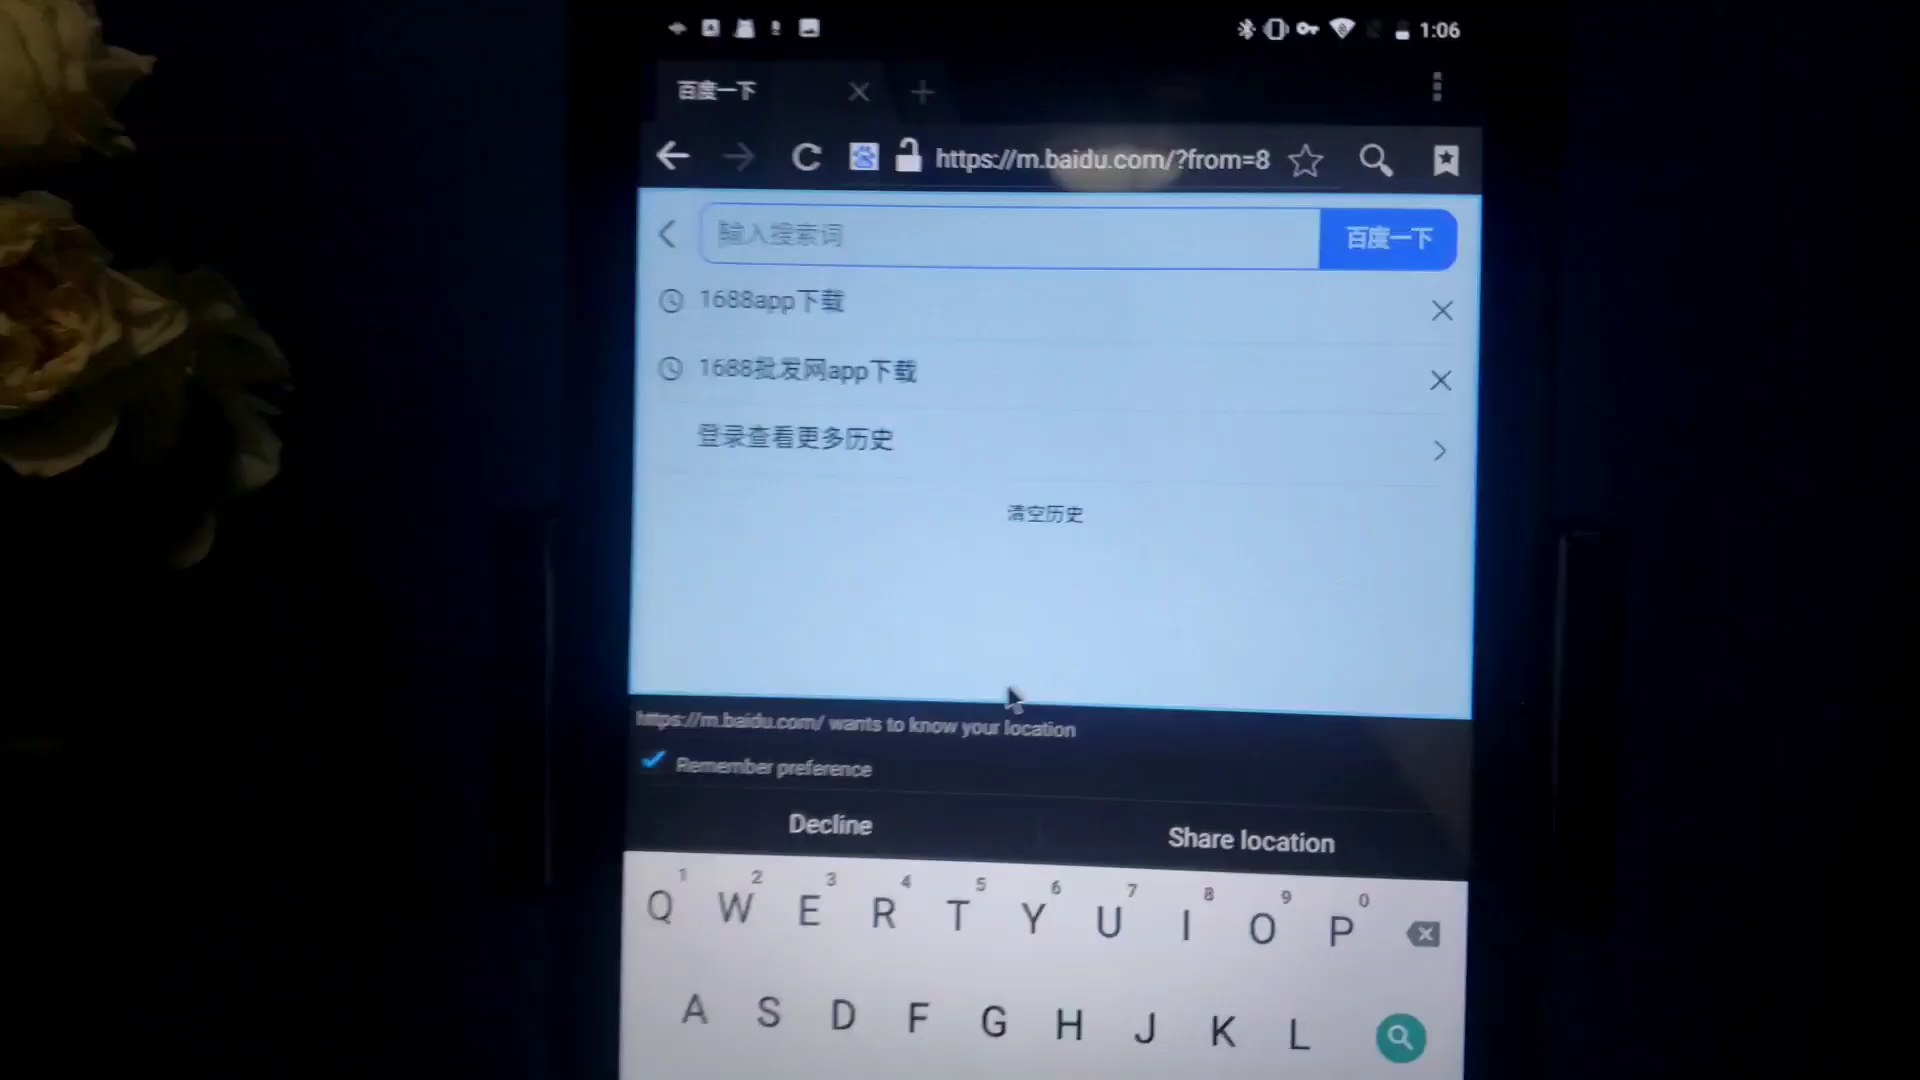 1:06
百度一下
https://m.baidu.com/?from=8
输入搜索词
百度一下
1688app下载
1688批发网app下载
登录查看更多历史
清空历史
https://m.baidu.com/ wants to know your location
Remember preference
Decline Share location
1 2 3 4 5 6 7 8 9 0
Q W E R T Y U I O P
A S D F G H J K L